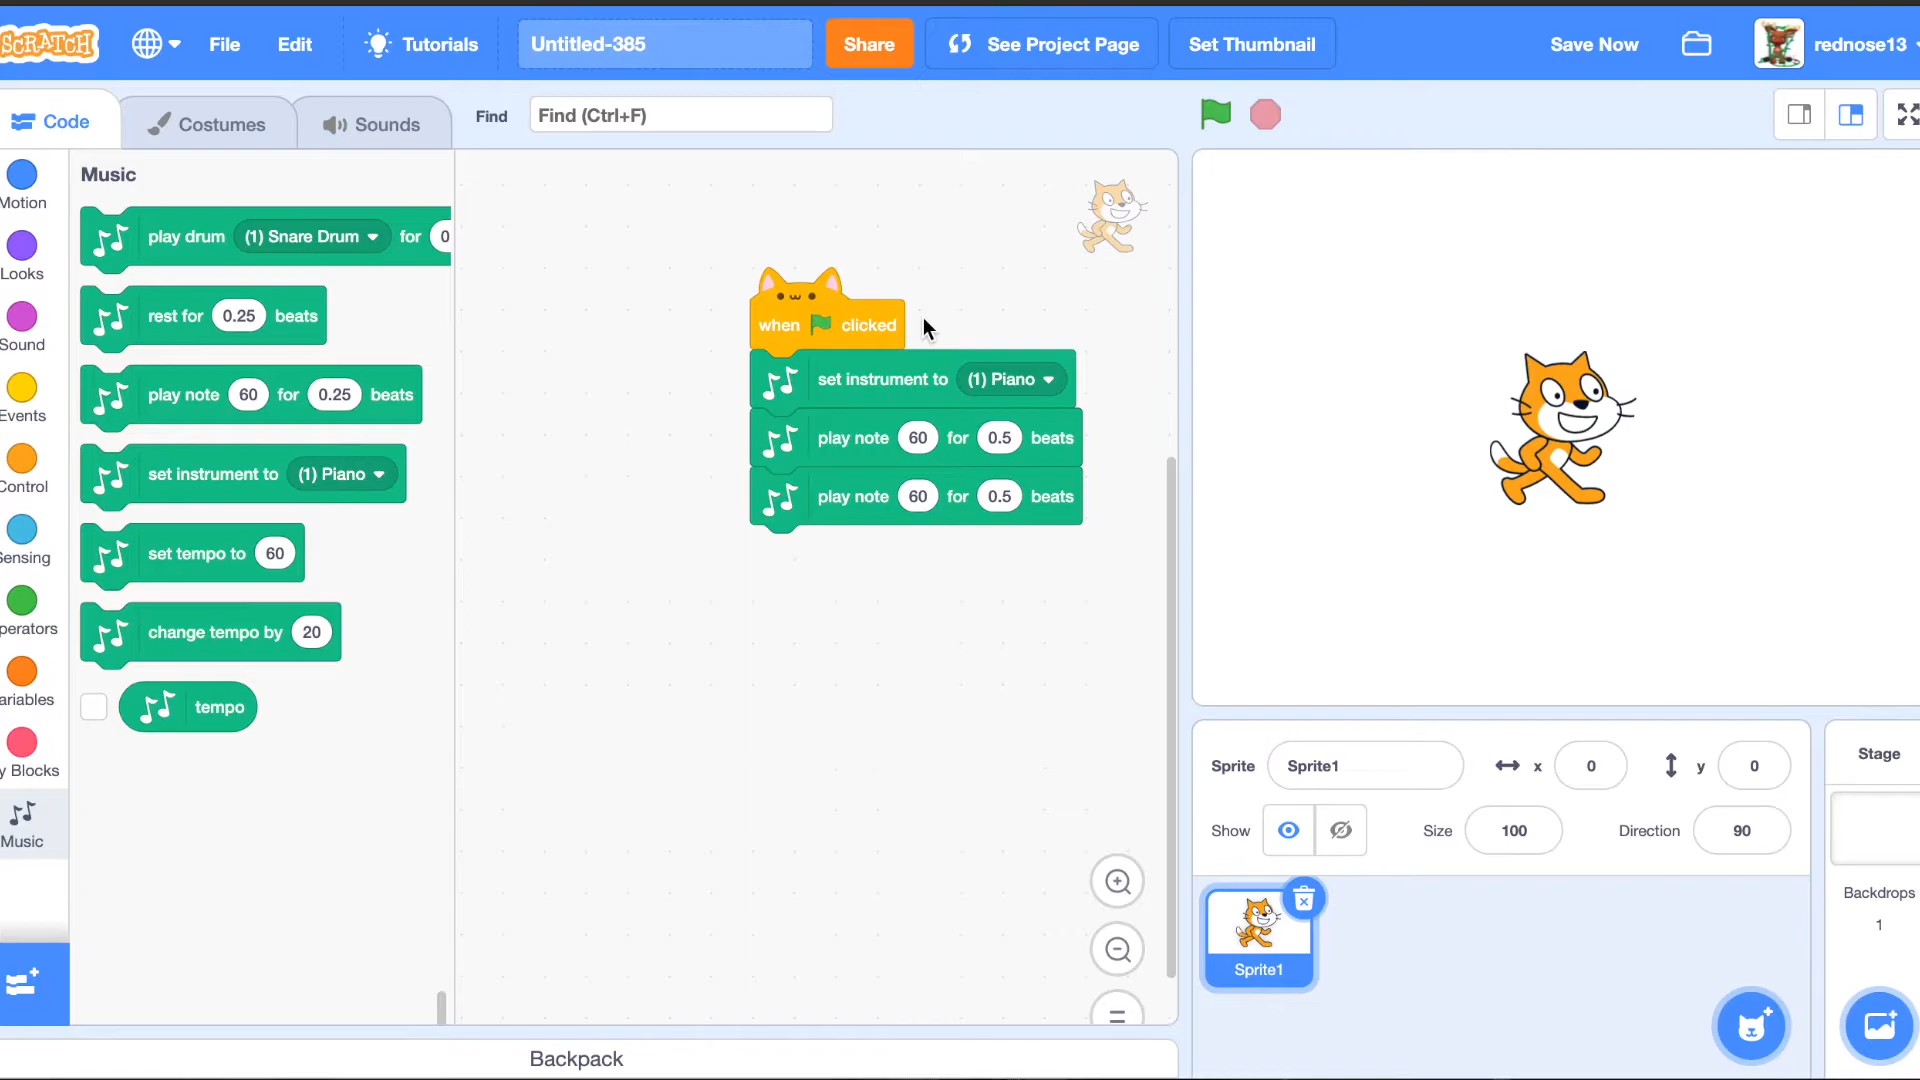 SCRATCH
File
Edit
Tutorials
Untitled-385
Share
See Project Page
Set Thumbnail
Save Now
rednose13
Code
Costumes
Sounds
Find
Find (Ctrl+F)
Motion
Looks
Sound
Events
Control
Sensing
perators
ariables
y Blocks
Music
Music
play drum (1) Snare Drum for 0
rest for 0.25 beats
play note 60 for 0.25 beats
set instrument to (1) Piano
set tempo to 60
change tempo by 20
tempo
when clicked
set instrument to (1) Piano
play note 60 for 0.5 beats
play note 60 for 0.5 beats
Backpack
Sprite Sprite1 x 0 y 0
Show Size 100 Direction 90
Sprite1
Stage
Backdrops
1